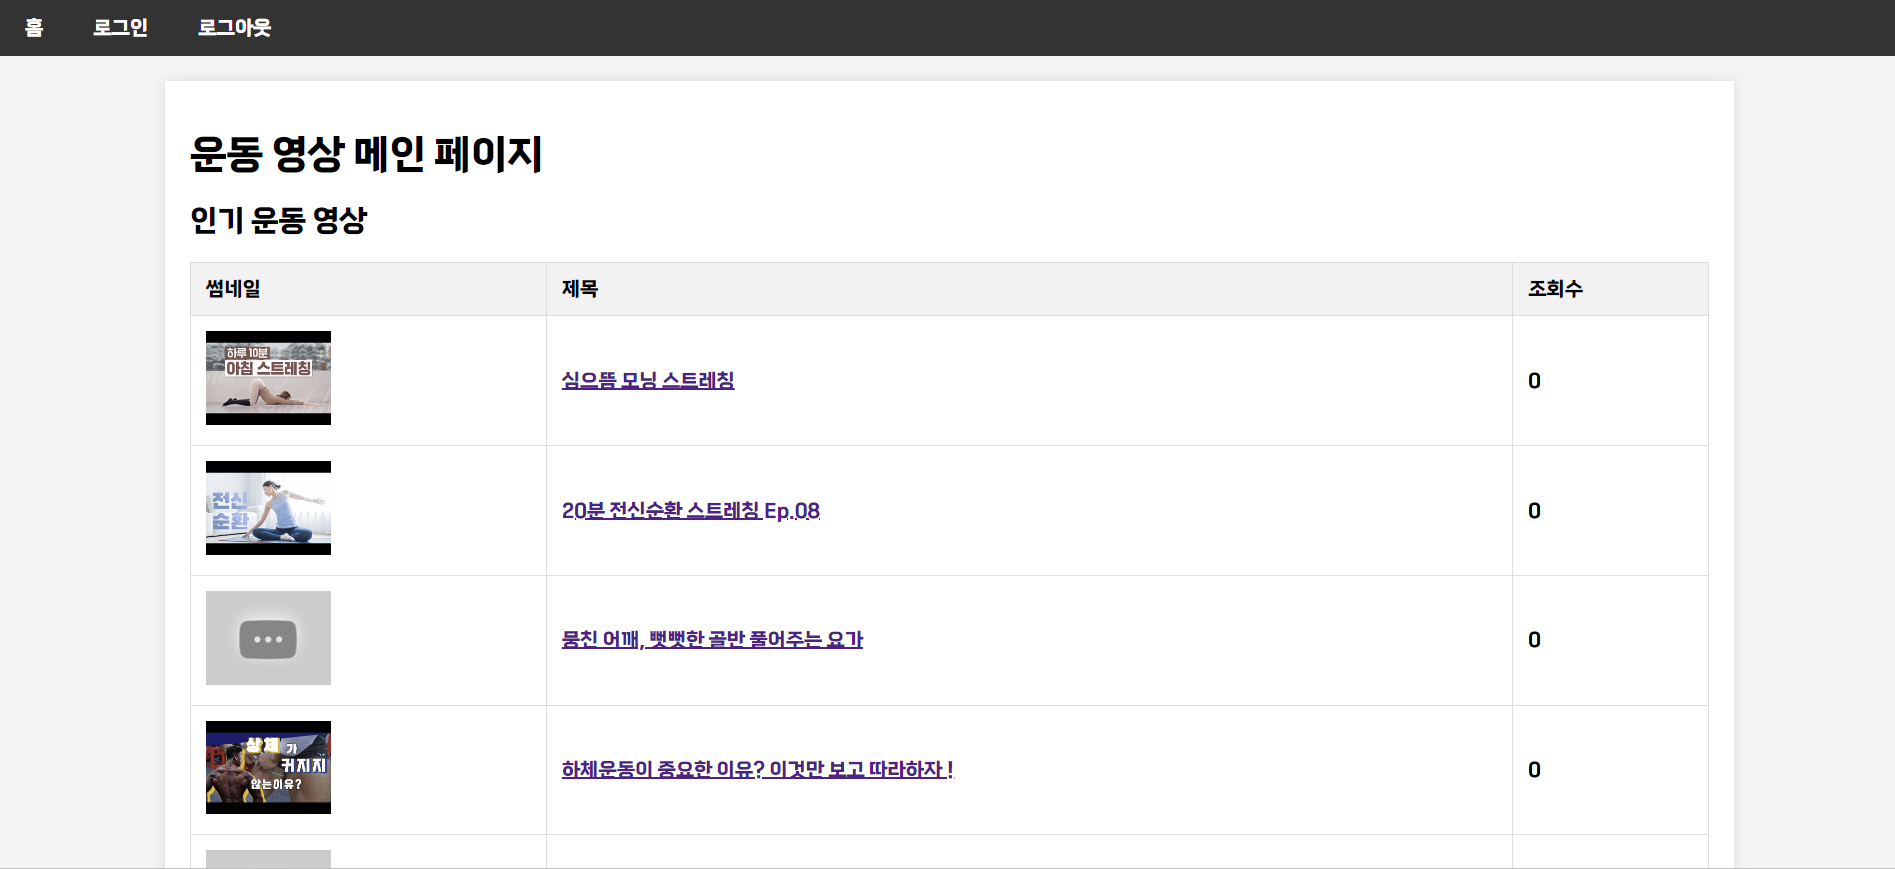 홈 로그인 로그아웃
운동 영상 메인 페이지
인기 운동 영상
썸네일 제목 조회수
하루 10분
아침 스트레칭
심으뜸 모닝 스트레칭 0
전신
순환
20분 전신순환 스트레칭 Ep.08 0
뭉친 어깨, 뻣뻣한 골반 풀어주는 요가 0
상체가
커지지
않는이유?
하체운동이 중요한 이유? 이것만 보고 따라하자 ! 0